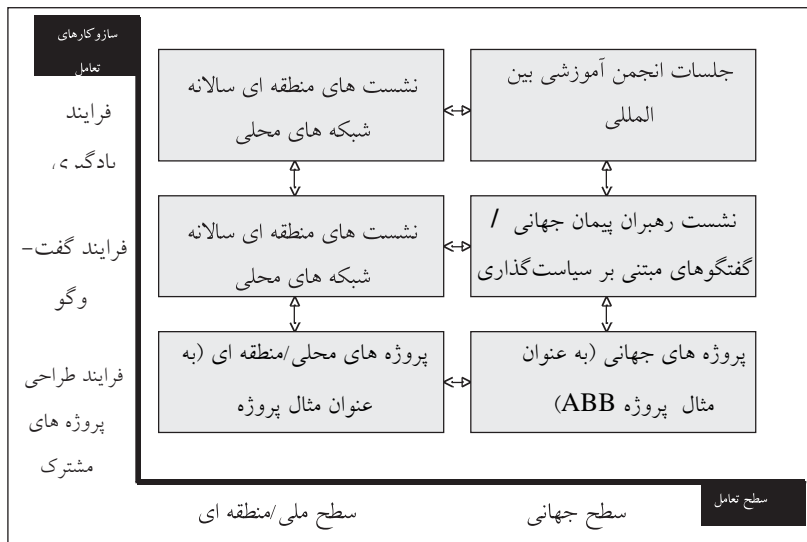 سازوکارهای
تعامل
جلسات انجمن آموزشی بین
المللی
نشست های منطقه ای سالانه
شبکه های محلی
فرایند
یادگیری
نشست رهبران پیمان جهانی /
گفتگوهای مبتنی بر سیاست‌گذاری
نشست های منطقه ای سالانه
شبکه های محلی
فرایند گفت-
وگو
پروژه های جهانی (به عنوان
مثال پروژه ABB)
پروژه های محلی/منطقه ای (به
عنوان مثال پروژه
فرایند طراحی
پروژه های
مشترک
سطح تعامل
سطح جهانی
سطح ملی/منطقه ای